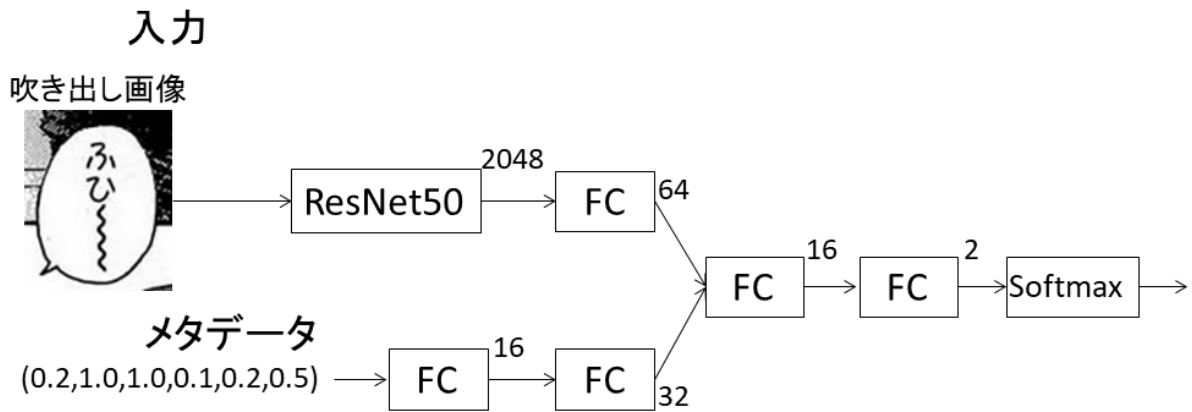 入力
吹き出し画像
ふひ〜〜〜
ResNet50
2048
FC
64
FC
16
FC
2
Softmax
メタデータ
(0.2,1.0,1.0,0.1,0.2,0.5)
FC
16
FC
32